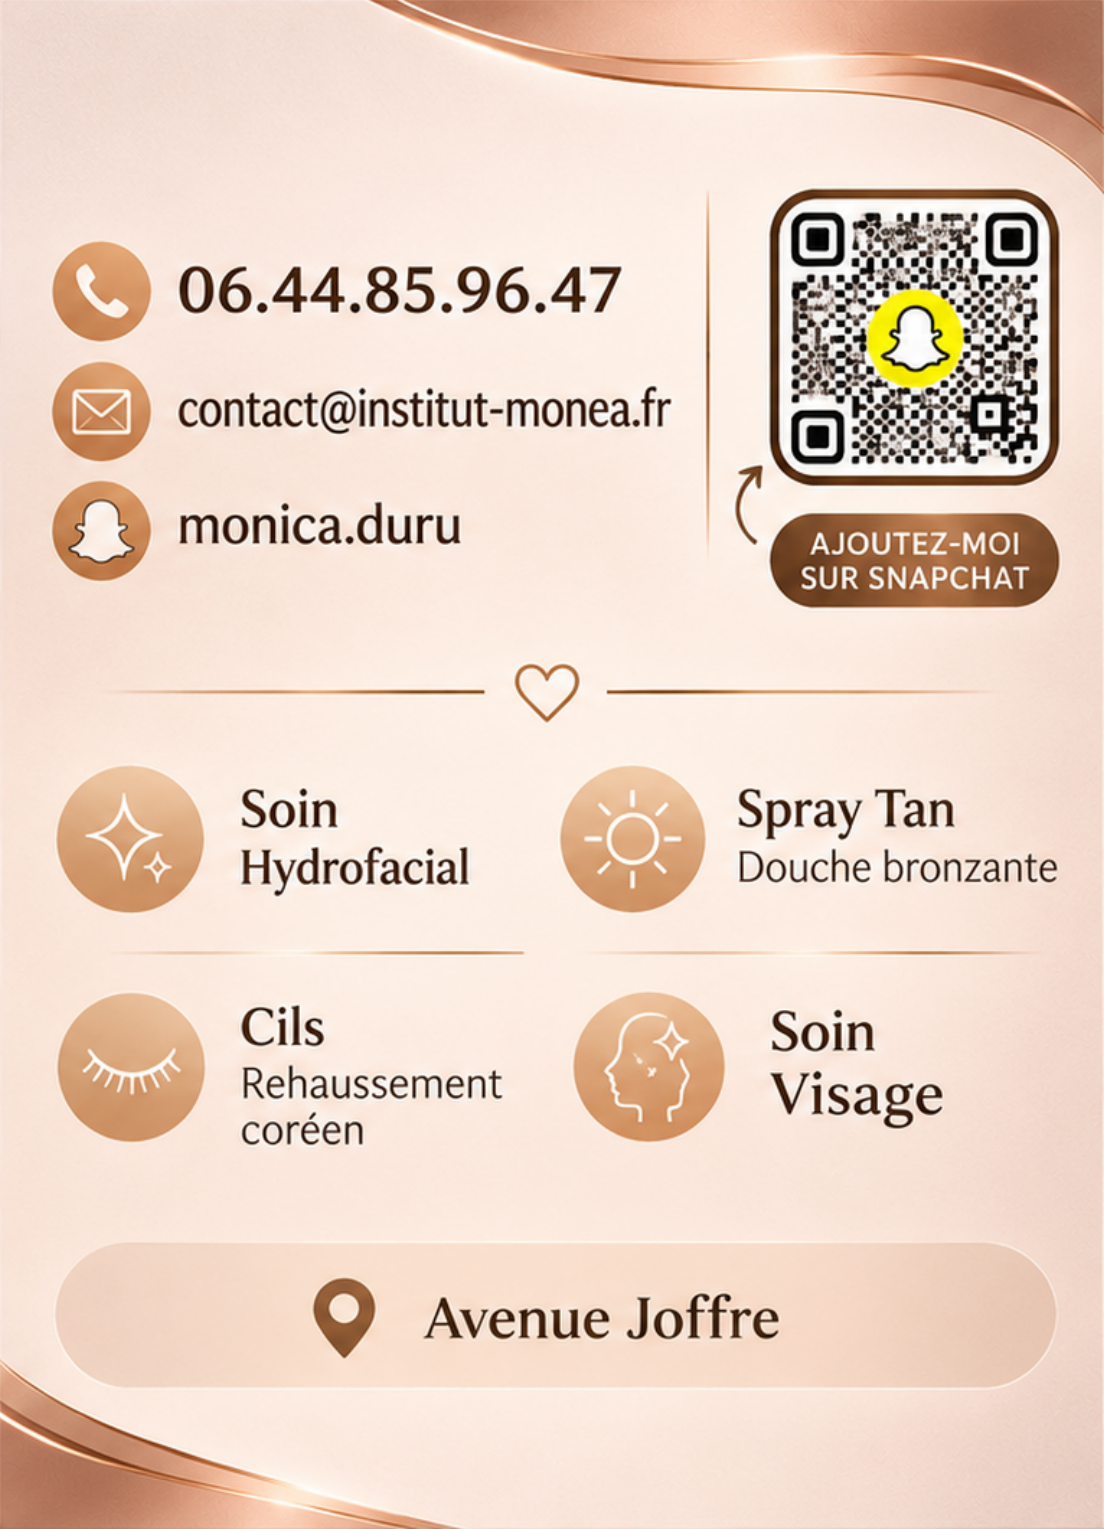 06.44.85.96.47
contact@institut-monea.fr
monica.duru
AJOUTEZ-MOI
SUR SNAPCHAT
Soin
Hydrofacial
Spray Tan
Douche bronzante
Cils
Rehaussement
coréen
Soin
Visage
Avenue Joffre